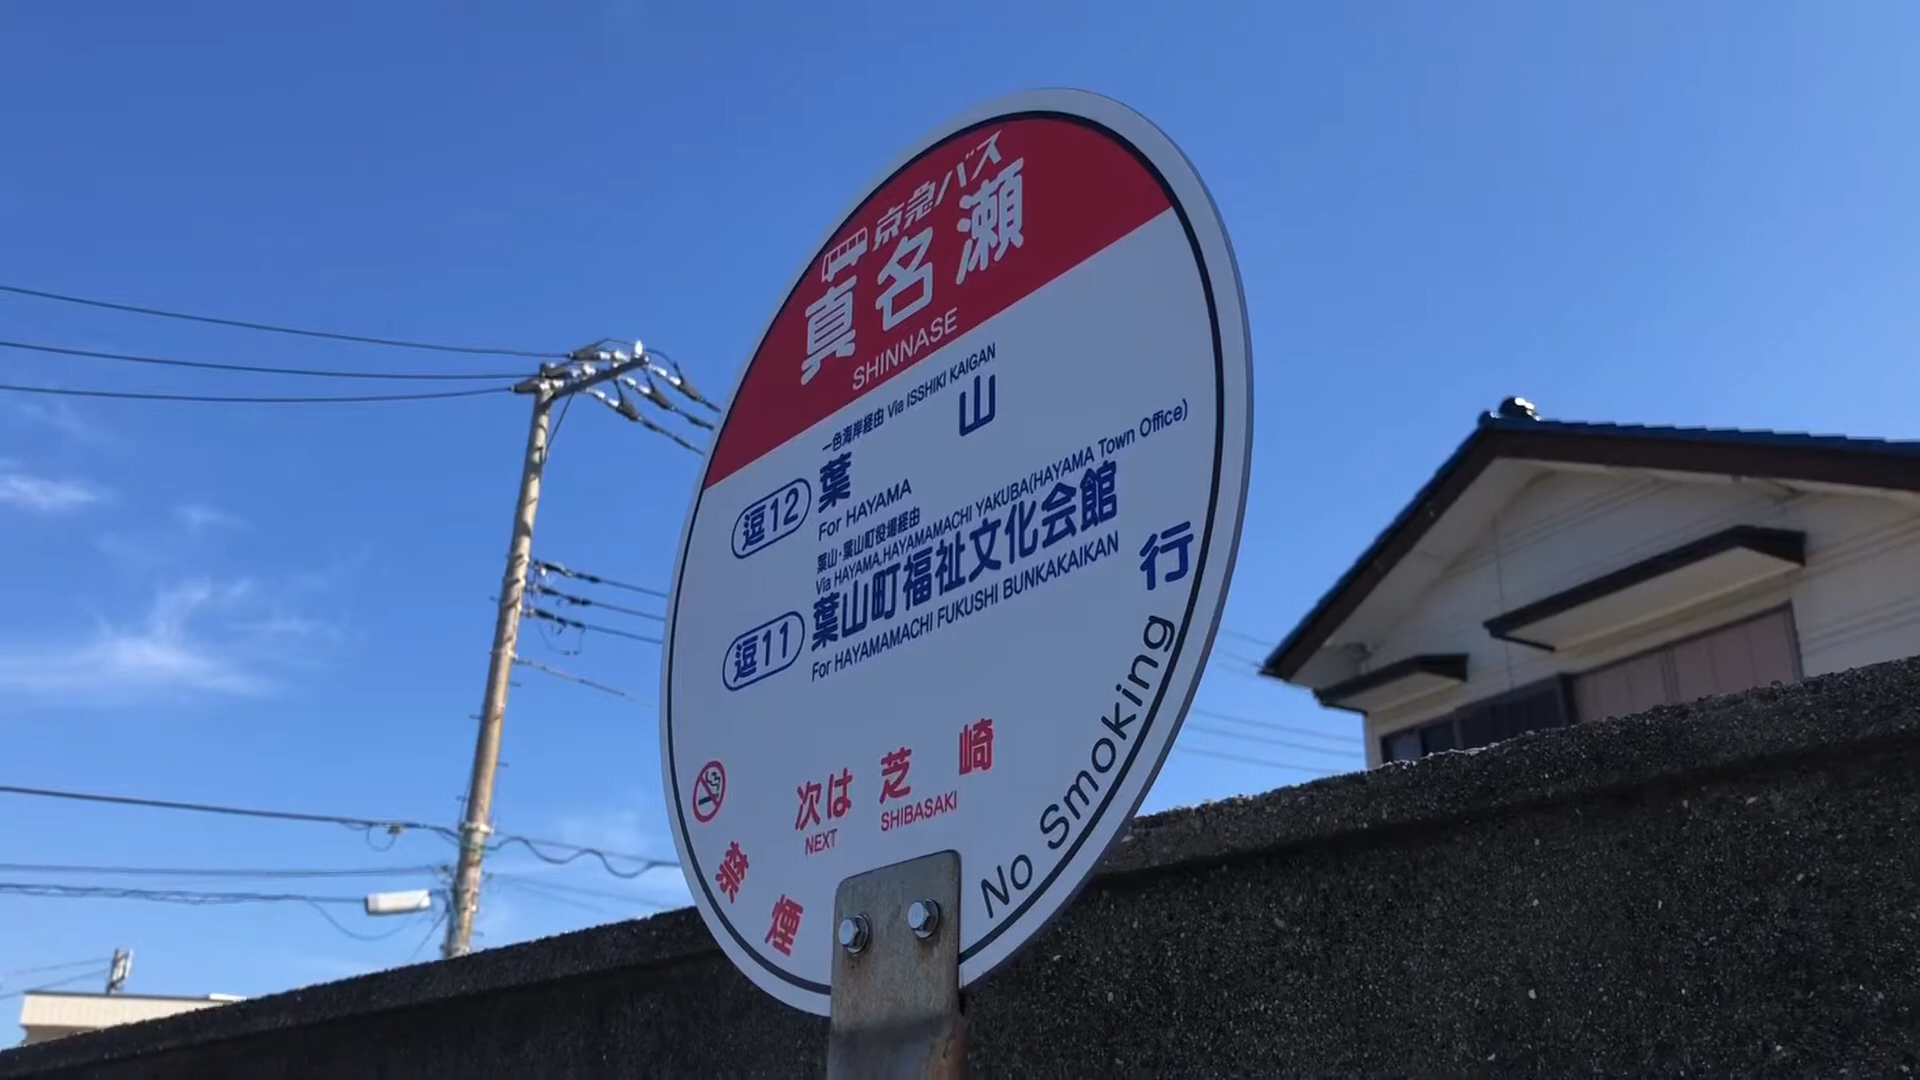 京急バス
真名瀬
SHINNASE
一色海岸経由 Via ISSHIKI KAIGAN
逗12 葉山
For HAYAMA
葉山・葉山町役場経由
Via HAYAMA,HAYAMAMACHI YAKUBA(HAYAMA Town Office)
逗11 葉山町福祉文化会館 行
For HAYAMAMACHI FUKUSHI BUNKAKAIKAN
次は 芝崎
NEXT SHIBASAKI
禁煙
No Smoking